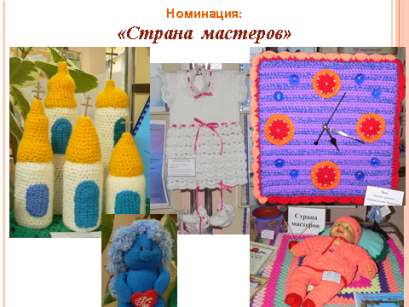 Номинация:
«Страна мастеров»
Страна
мастеров